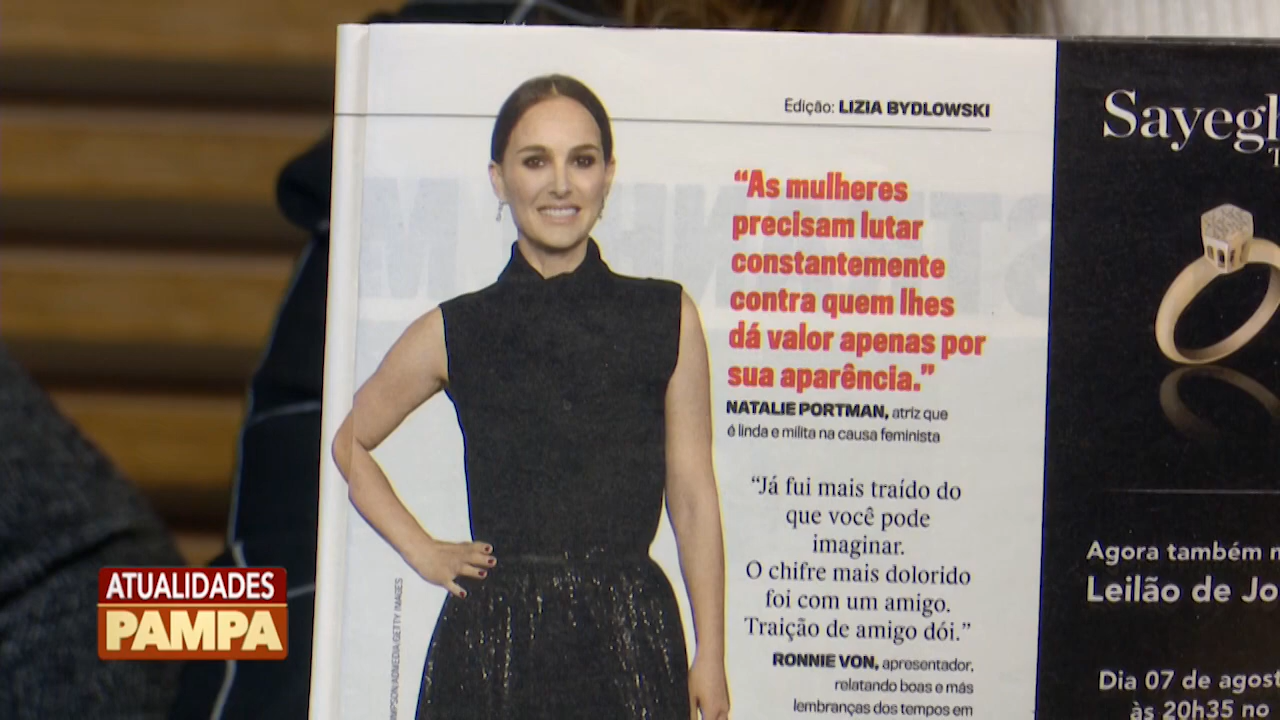 Edição: LIZIA BYDLOWSKI
“As mulheres
precisam lutar
constantemente
contra quem lhes
dá valor apenas por
sua aparência.”
NATALIE PORTMAN, atriz que
é linda e milita na causa feminista
“Já fui mais traído do
que você pode
imaginar.
O chifre mais dolorido
foi com um amigo.
Traição de amigo dói.”
RONNIE VON, apresentador,
relatando boas e más
lembranças dos tempos em
ADMEDIA/GETTY IMAGES
Agora também
Leilão de
Dia 07 de
às 20h35 no
ATUALIDADES
PAMPA